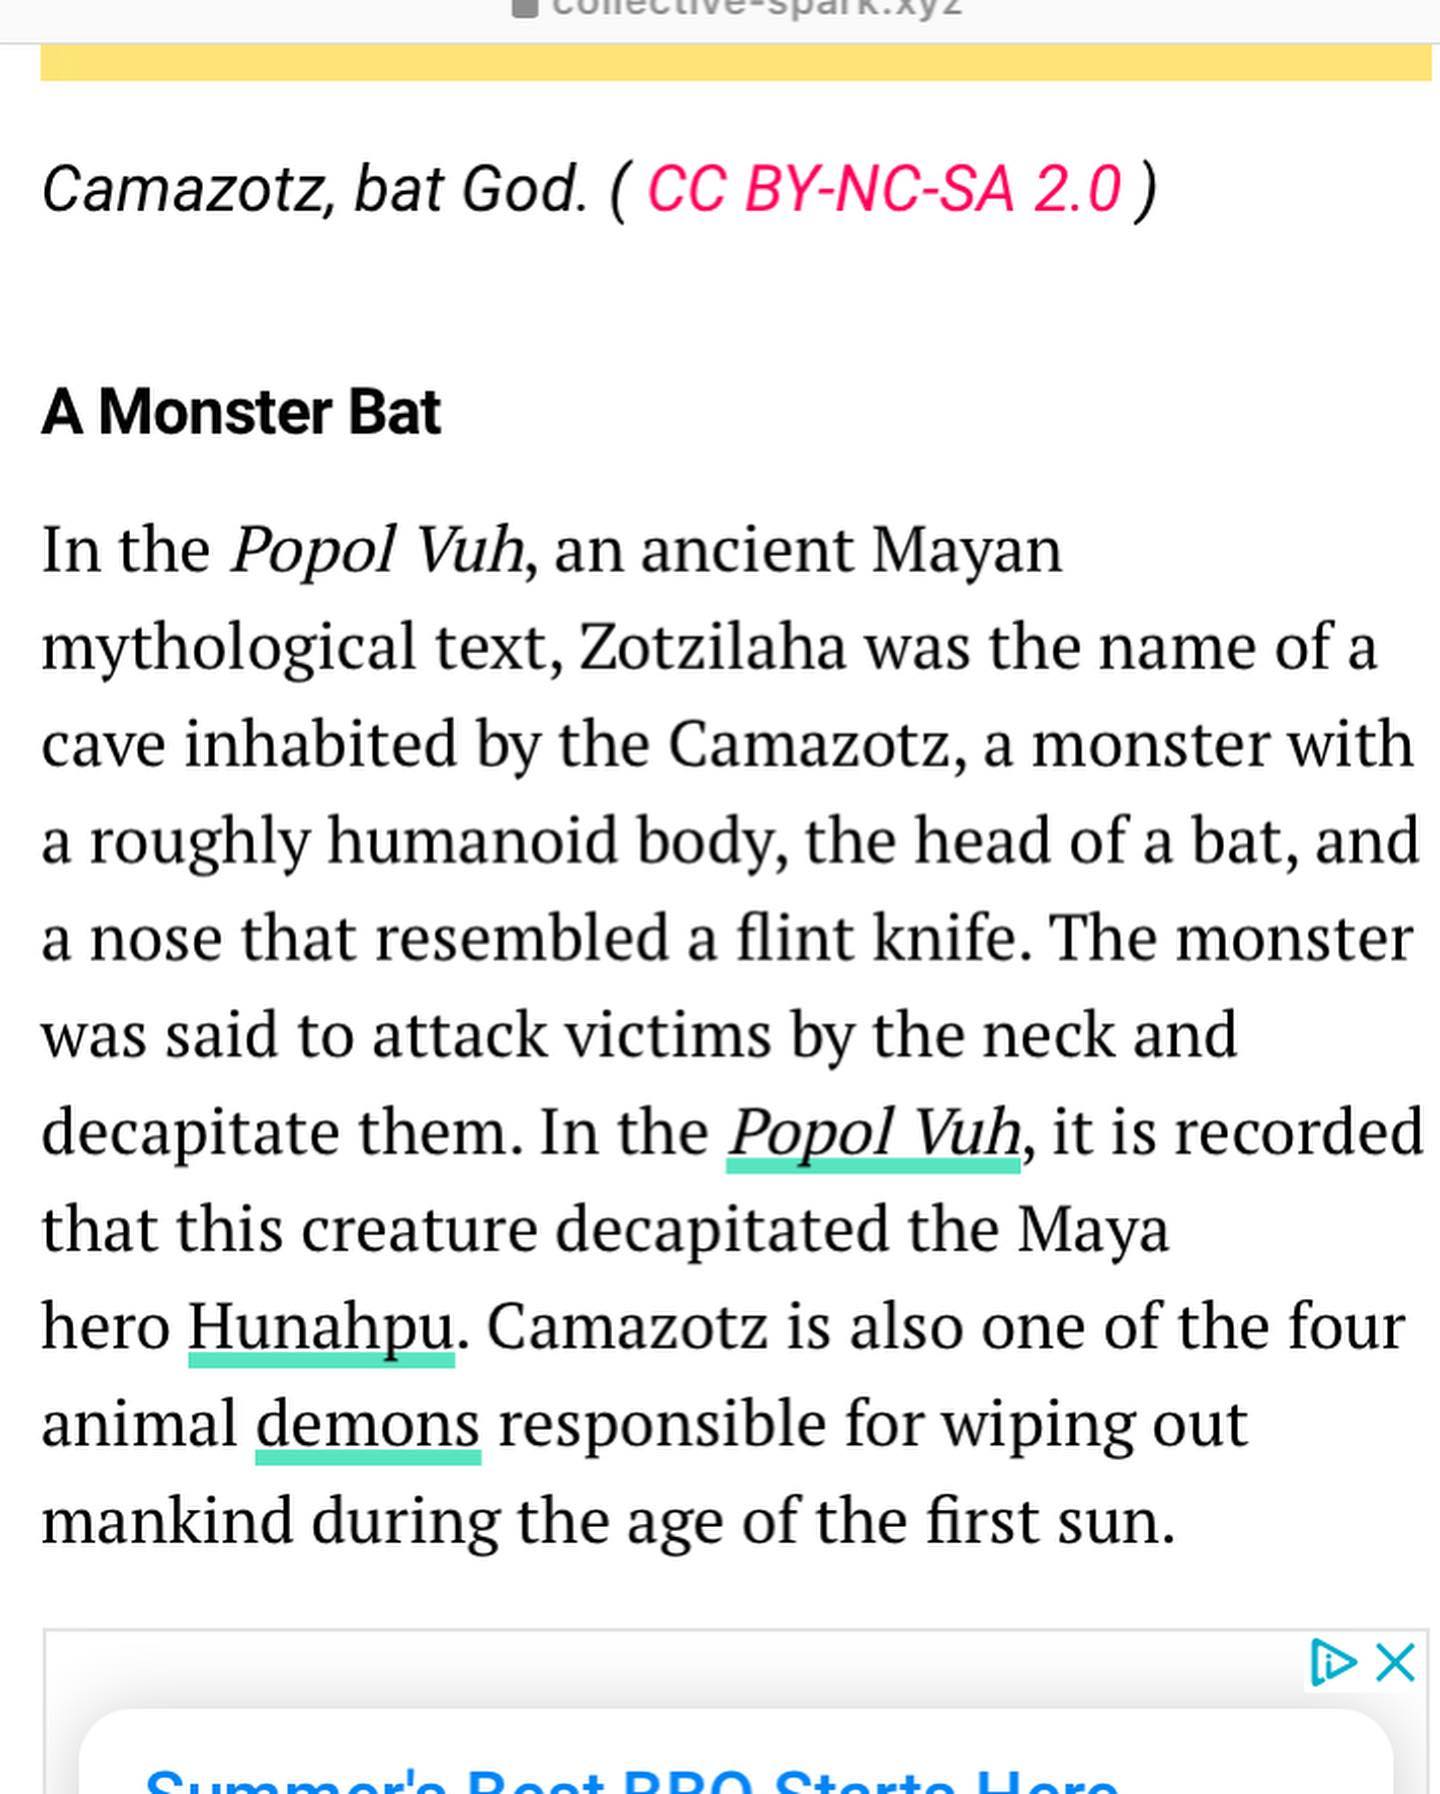 collective-spark.xyz
Camazotz, bat God. ( CC BY-NC-SA 2.0 )
A Monster Bat
In the Popol Vuh, an ancient Mayan
mythological text, Zotzilaha was the name of a
cave inhabited by the Camazotz, a monster with
a roughly humanoid body, the head of a bat, and
a nose that resembled a flint knife. The monster
was said to attack victims by the neck and
decapitate them. In the Popol Vuh, it is recorded
that this creature decapitated the Maya
hero Hunahpu. Camazotz is also one of the four
animal demons responsible for wiping out
mankind during the age of the first sun.
Summer's Best BBQ Starts Here